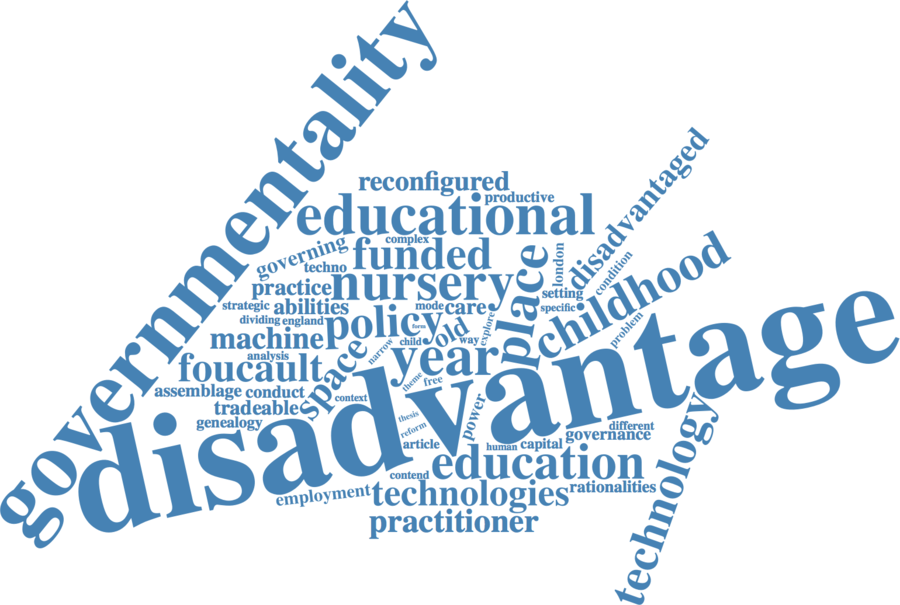 governmentality
disadvantaged
reconfigured
productive
educational
complex
governing
funded
london
condition
techno
nursery
place
childhood
practice
setting
strategic
abilities
mode
care
specific
dividing
england
policy
form
old
explore
problem
machine
child
way
narrow
year
disadvantage
analysis
foucault
space
theme
free
assemblage
conduct
context
tradeable
power
technology
thesis
genealogy
reform
different
article
human
capital
governance
education
contend
rationalities
employment
technologies
practitioner